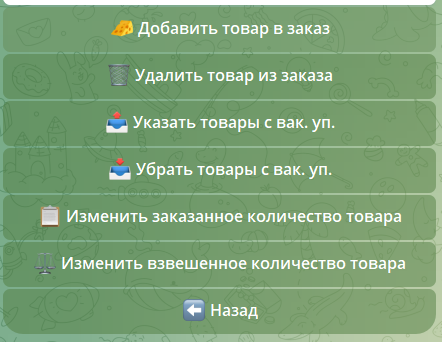 Добавить товар в заказ
Удалить товар из заказа
Указать товары с вак. уп.
Убрать товары с вак. уп.
Изменить заказанное количество товара
Изменить взвешенное количество товара
Назад